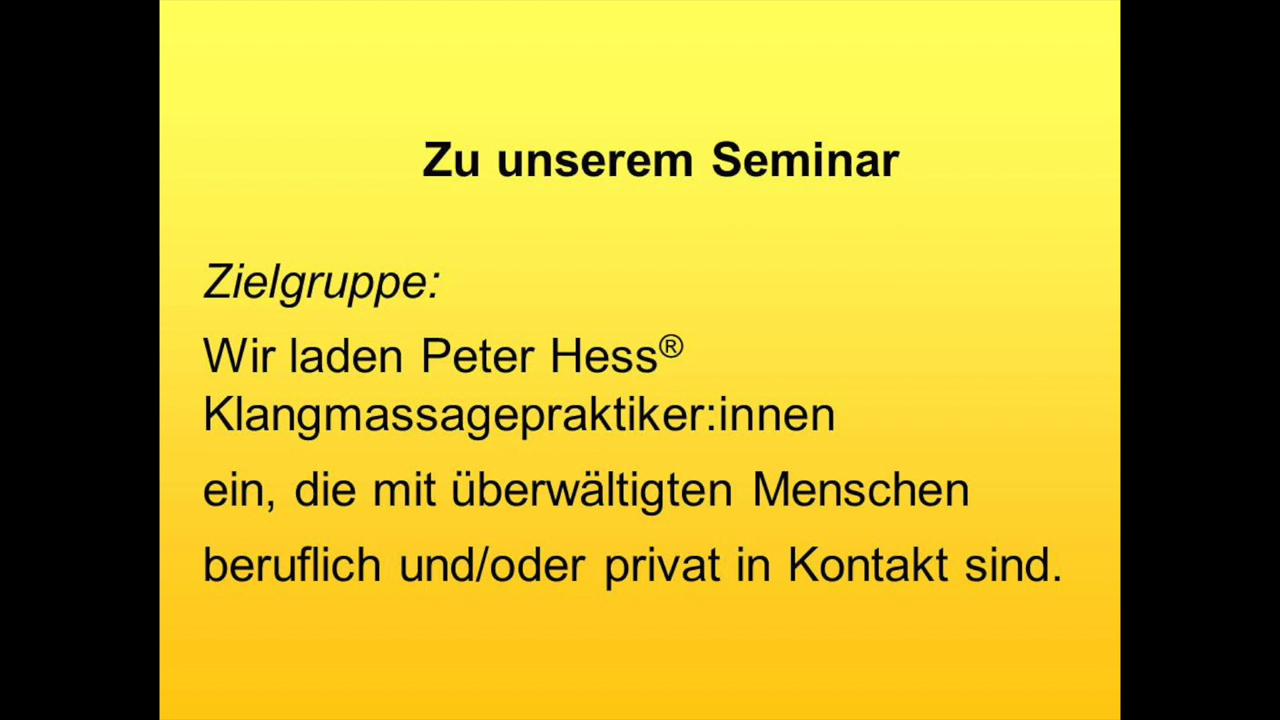 Zu unserem Seminar
Zielgruppe:
Wir laden Peter Hess®
Klangmassagepraktiker:innen
ein, die mit überwältigten Menschen
beruflich und/oder privat in Kontakt sind.